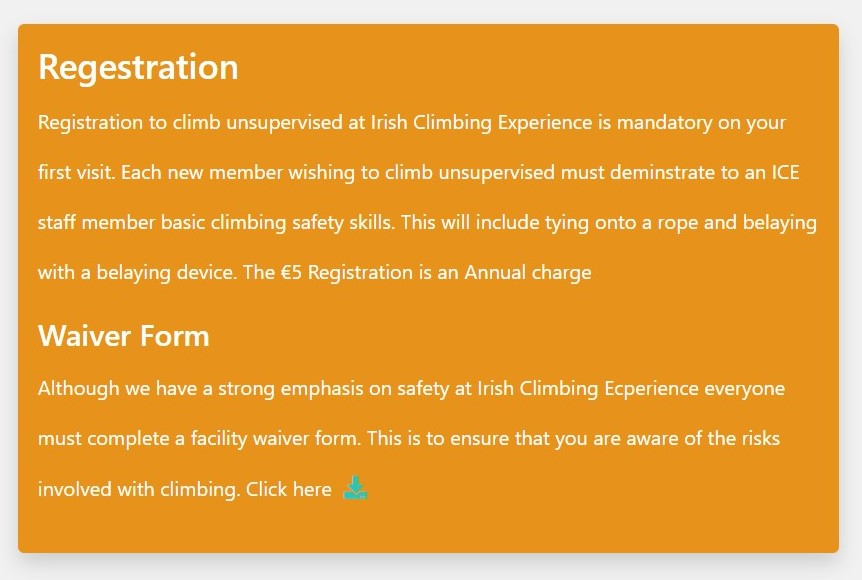 Regestration
Registration to climb unsupervised at Irish Climbing Experience is mandatory on your
first visit. Each new member wishing to climb unsupervised must deminstrate to an ICE
staff member basic climbing safety skills. This will include tying onto a rope and belaying
with a belaying device. The €5 Registration is an Annual charge
Waiver Form
Although we have a strong emphasis on safety at Irish Climbing Ecperience everyone
must complete a facility waiver form. This is to ensure that you are aware of the risks
involved with climbing. Click here